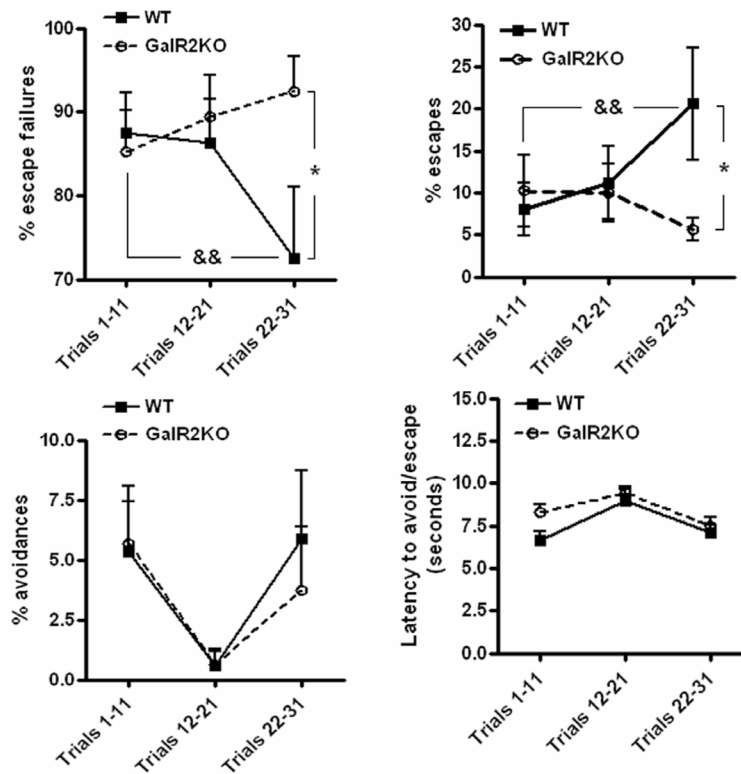 WT
GalR2KO
100
90
80
70
% escape failures
&&
*
Trials 1-11
Trials 12-21
Trials 22-31
WT
GalR2KO
30
25
20
15
10
5
0
% escapes
&&
*
Trials 1-11
Trials 12-21
Trials 22-31
WT
GalR2KO
10.0
7.5
5.0
2.5
0.0
% avoidances
Trials 1-11
Trials 12-21
Trials 22-31
WT
GalR2KO
15.0
12.5
10.0
7.5
5.0
2.5
0.0
Latency to avoid/escape
(seconds)
Trials 1-11
Trials 12-21
Trials 22-31